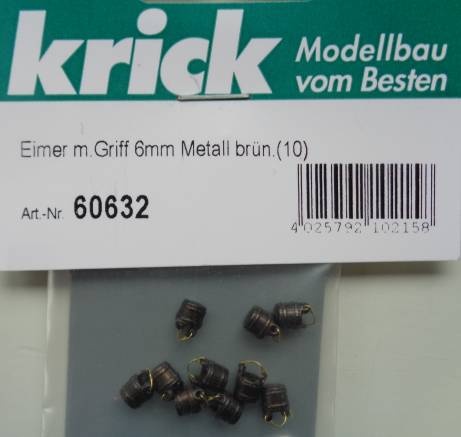 krick
Modellbau
vom Besten
Eimer m.Griff 6mm Metall brün.(10)
Art.-Nr. 60632
4 025792 102158